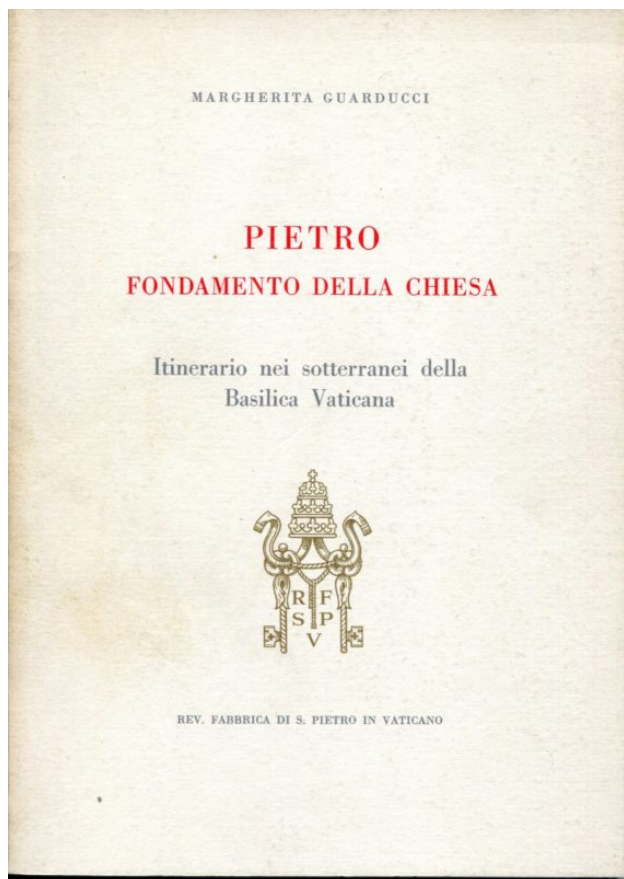 MARGHERITA GUARDUCCI
PIETRO
FONDAMENTO DELLA CHIESA
Itinerario nei sotterranei della
Basilica Vaticana
R F
S P
V
REV. FABBRICA DI S. PIETRO IN VATICANO